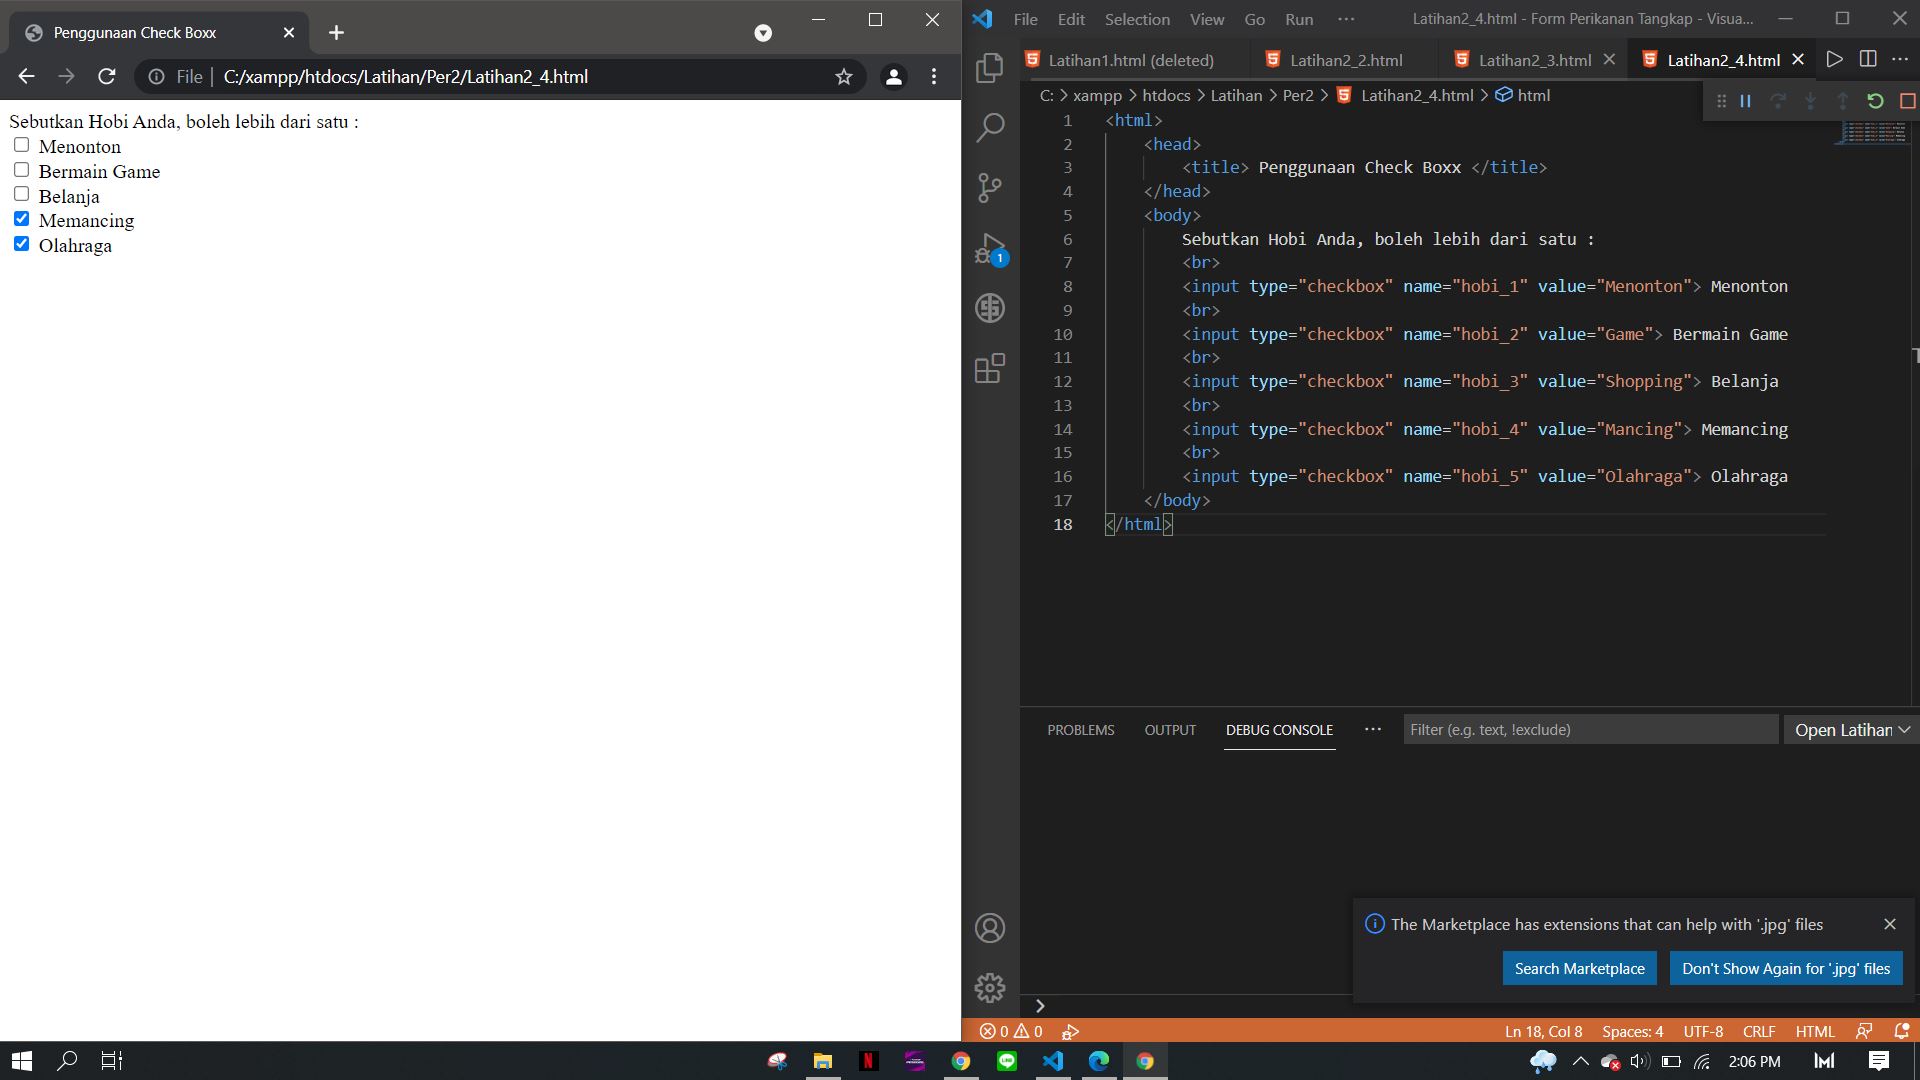 Penggunaan Check Boxx
File C:/xampp/htdocs/Latihan/Per2/Latihan2_4.html
Sebutkan Hobi Anda, boleh lebih dari satu :
Menonton
Bermain Game
Belanja
Memancing
Olahraga
File Edit Selection View Go Run ··· Latihan2_4.html - Form Perikanan Tangkap - Visua...
Latihan1.html (deleted) Latihan2_2.html Latihan2_3.html Latihan2_4.html
C: > xampp > htdocs > Latihan > Per2 > Latihan2_4.html > html
1 <html>
2 <head>
3 <title> Penggunaan Check Boxx </title>
4 </head>
5 <body>
6 Sebutkan Hobi Anda, boleh lebih dari satu :
7 <br>
8 <input type="checkbox" name="hobi_1" value="Menonton"> Menonton
9 <br>
10 <input type="checkbox" name="hobi_2" value="Game"> Bermain Game
11 <br>
12 <input type="checkbox" name="hobi_3" value="Shopping"> Belanja
13 <br>
14 <input type="checkbox" name="hobi_4" value="Mancing"> Memancing
15 <br>
16 <input type="checkbox" name="hobi_5" value="Olahraga"> Olahraga
17 </body>
18 </html>
1
PROBLEMS OUTPUT DEBUG CONSOLE ··· Filter (e.g. text, !exclude) Open Latihan
The Marketplace has extensions that can help with '.jpg' files
Search Marketplace Don't Show Again for '.jpg' files
0 0 Ln 18, Col 8 Spaces: 4 UTF-8 CRLF HTML
N LINE 2:06 PM